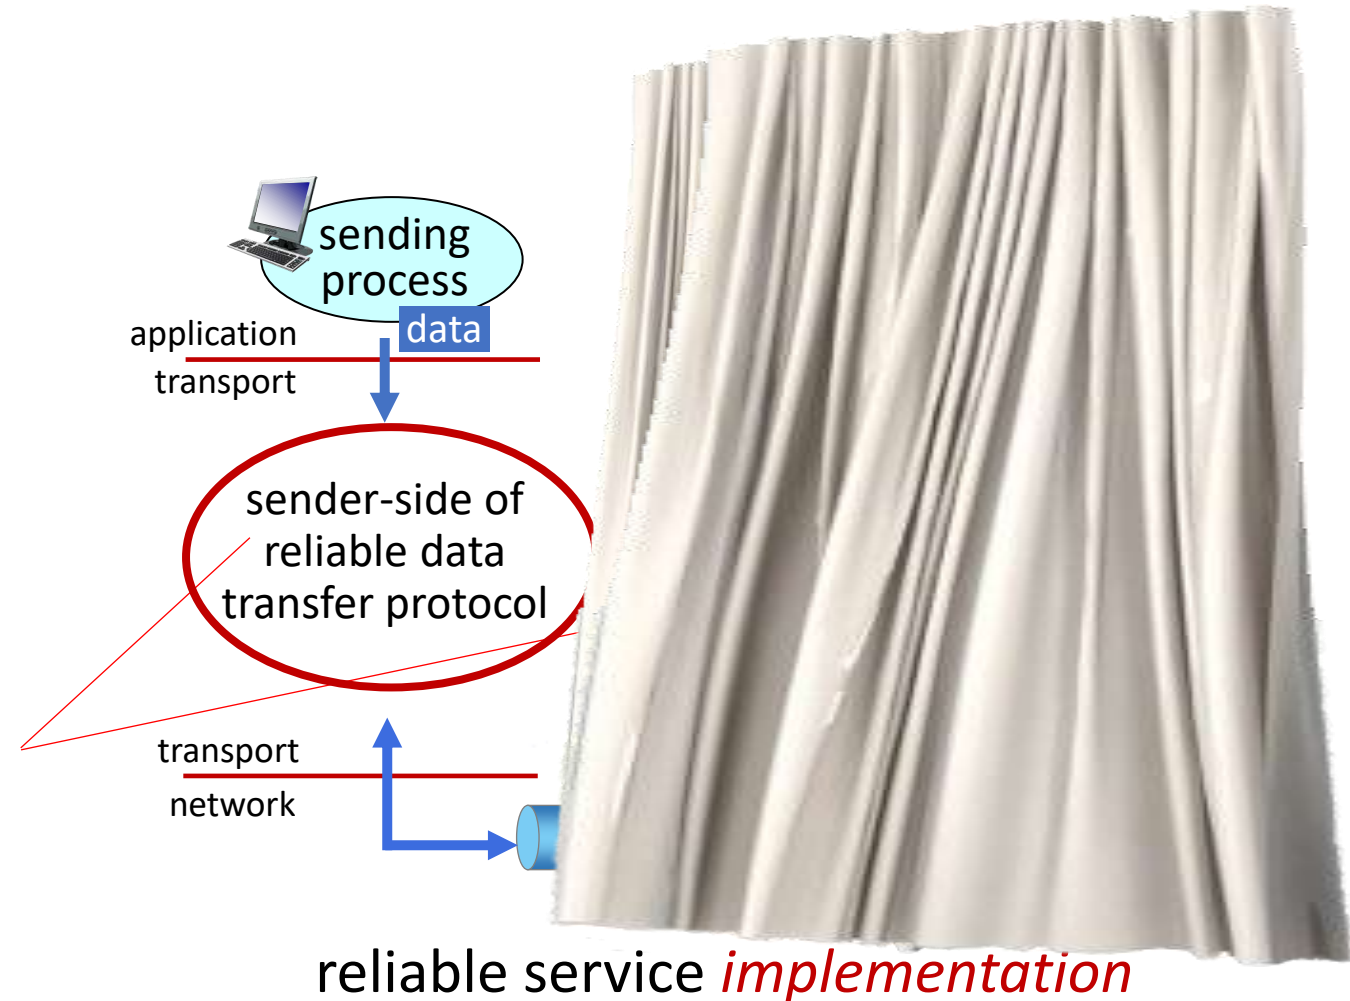 sending
process
data
application
transport
sender-side of
reliable data
transfer protocol
transport
network
reliable service implementation